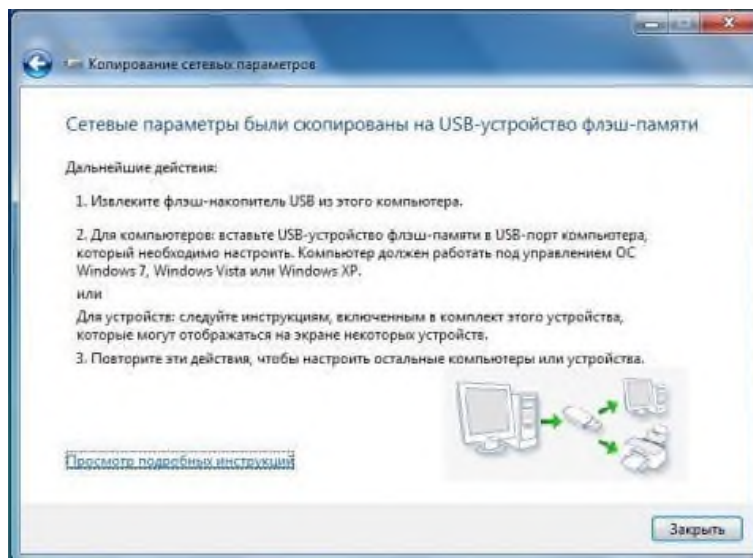 Копирование сетевых параметров
Сетевые параметры были скопированы на USB-устройство флэш-памяти
Дальнейшие действия:
1. Извлеките флэш-накопитель USB из этого компьютера.
2. Для компьютеров: вставьте USB-устройство флэш-памяти в USB-порт компьютера,
который необходимо настроить. Компьютер должен работать под управлением ОС
Windows 7, Windows Vista или Windows XP.
или
Для устройств: следуйте инструкциям, включенным в комплект этого устройства,
которые могут отображаться на экране некоторых устройств.
3. Повторите эти действия, чтобы настроить остальные компьютеры или устройства.
Просмотр подробных инструкций
Закрыть